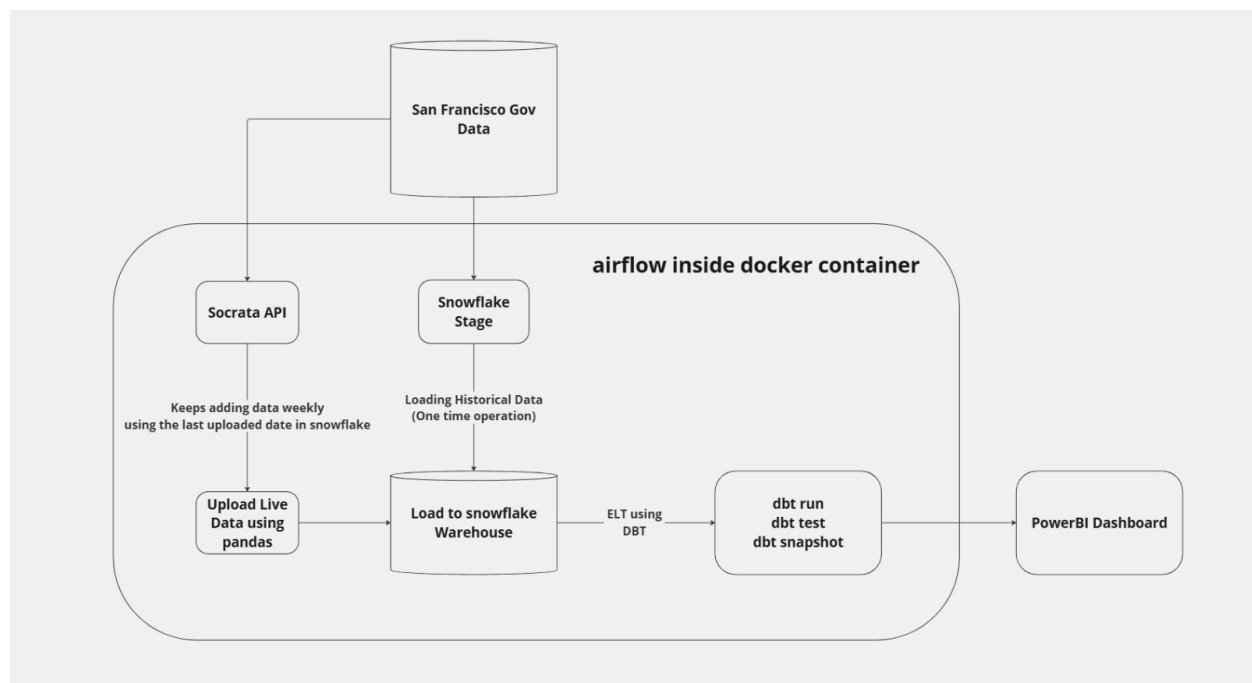 San Francisco Gov
Data
airflow inside docker container
Socrata API
Snowflake
Stage
Keeps adding data weekly
using the last uploaded date in snowflake
Loading Historical Data
(One time operation)
Upload Live
Data using
pandas
Load to snowflake
Warehouse
ELT using
DBT
dbt run
dbt test
dbt snapshot
PowerBI Dashboard